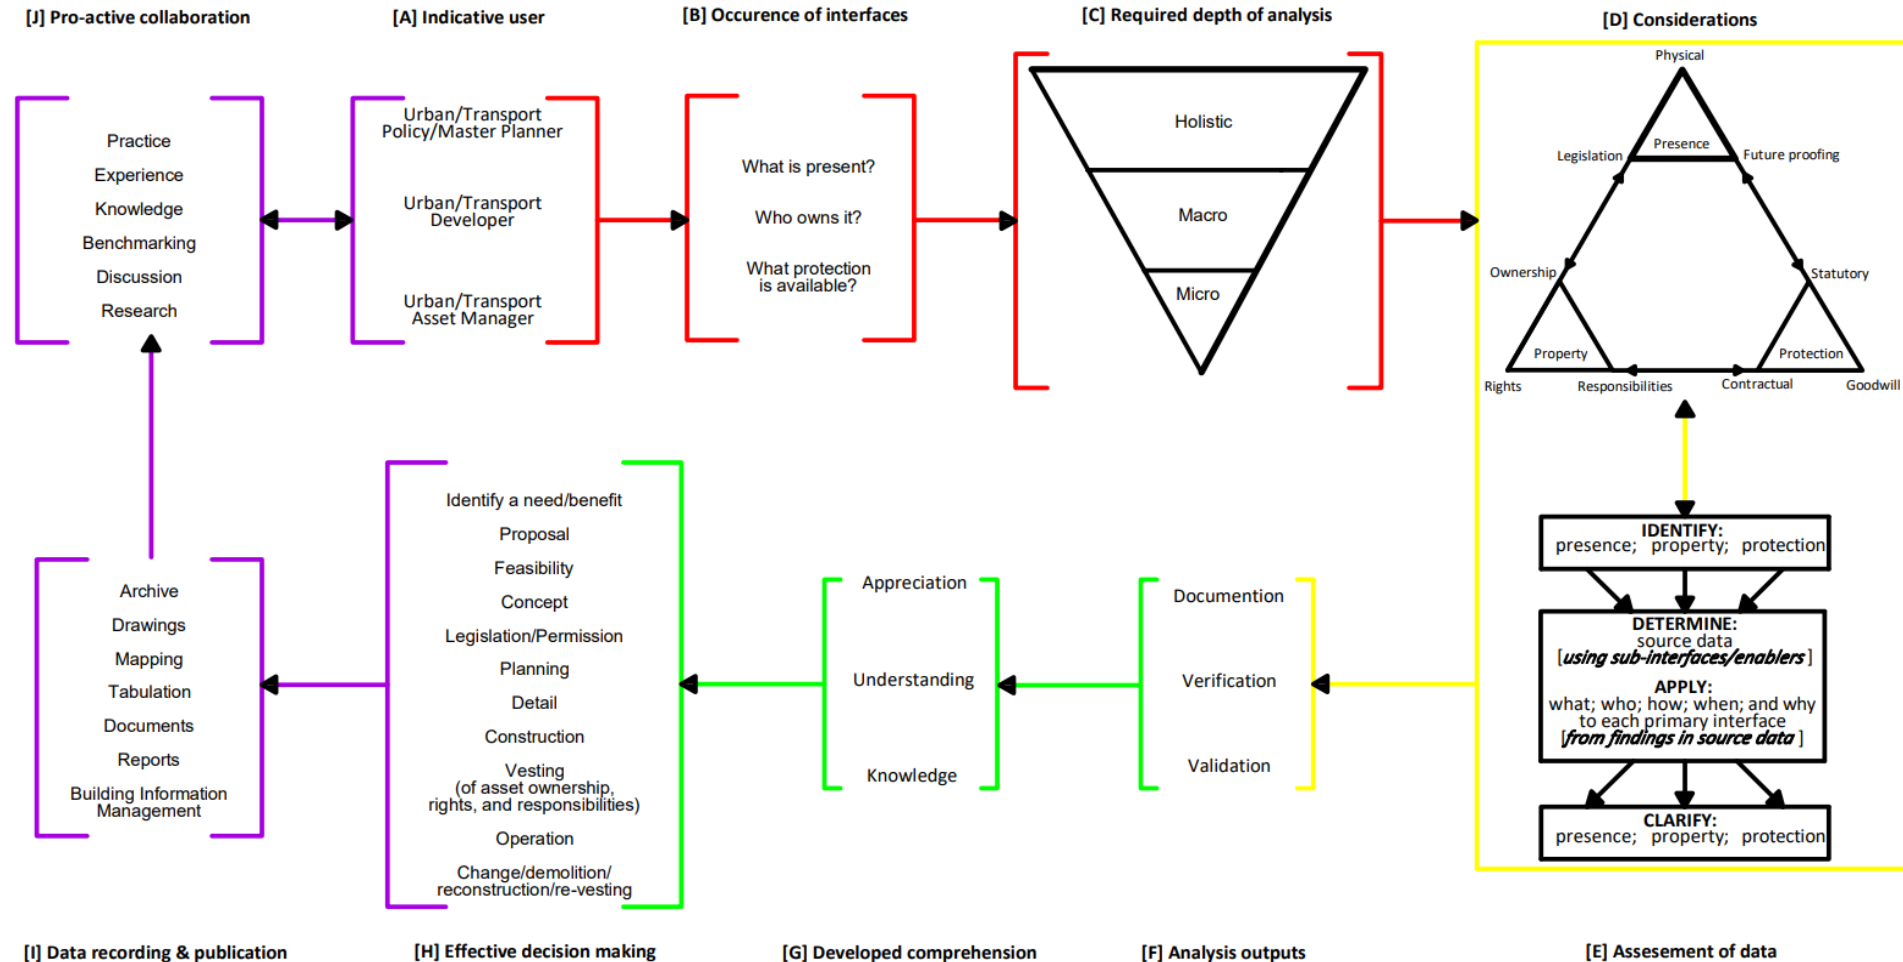 [J] Pro-active collaboration
[A] Indicative user
[B] Occurence of interfaces
[C] Required depth of analysis
[D] Considerations
Practice
Experience
Knowledge
Benchmarking
Discussion
Research
Urban/Transport
Policy/Master Planner
Urban/Transport
Developer
Urban/Transport
Asset Manager
What is present?
Who owns it?
What protection
is available?
Holistic
Macro
Micro
Physical
Presence
Legislation
Future proofing
Ownership
Statutory
Property
Protection
Rights
Responsibilities
Contractual
Goodwill
IDENTIFY:
presence; property; protection
DETERMINE:
source data
[using sub-interfaces/enablers]
APPLY:
what; who; how; when; and why
to each primary interface
[from findings in source data]
CLARIFY:
presence; property; protection
Documention
Verification
Validation
Appreciation
Understanding
Knowledge
Identify a need/benefit
Proposal
Feasibility
Concept
Legislation/Permission
Planning
Detail
Construction
Vesting
(of asset ownership,
rights, and responsibilities)
Operation
Change/demolition/
reconstruction/re-vesting
Archive
Drawings
Mapping
Tabulation
Documents
Reports
Building Information
Management
[I] Data recording & publication
[H] Effective decision making
[G] Developed comprehension
[F] Analysis outputs
[E] Assesement of data